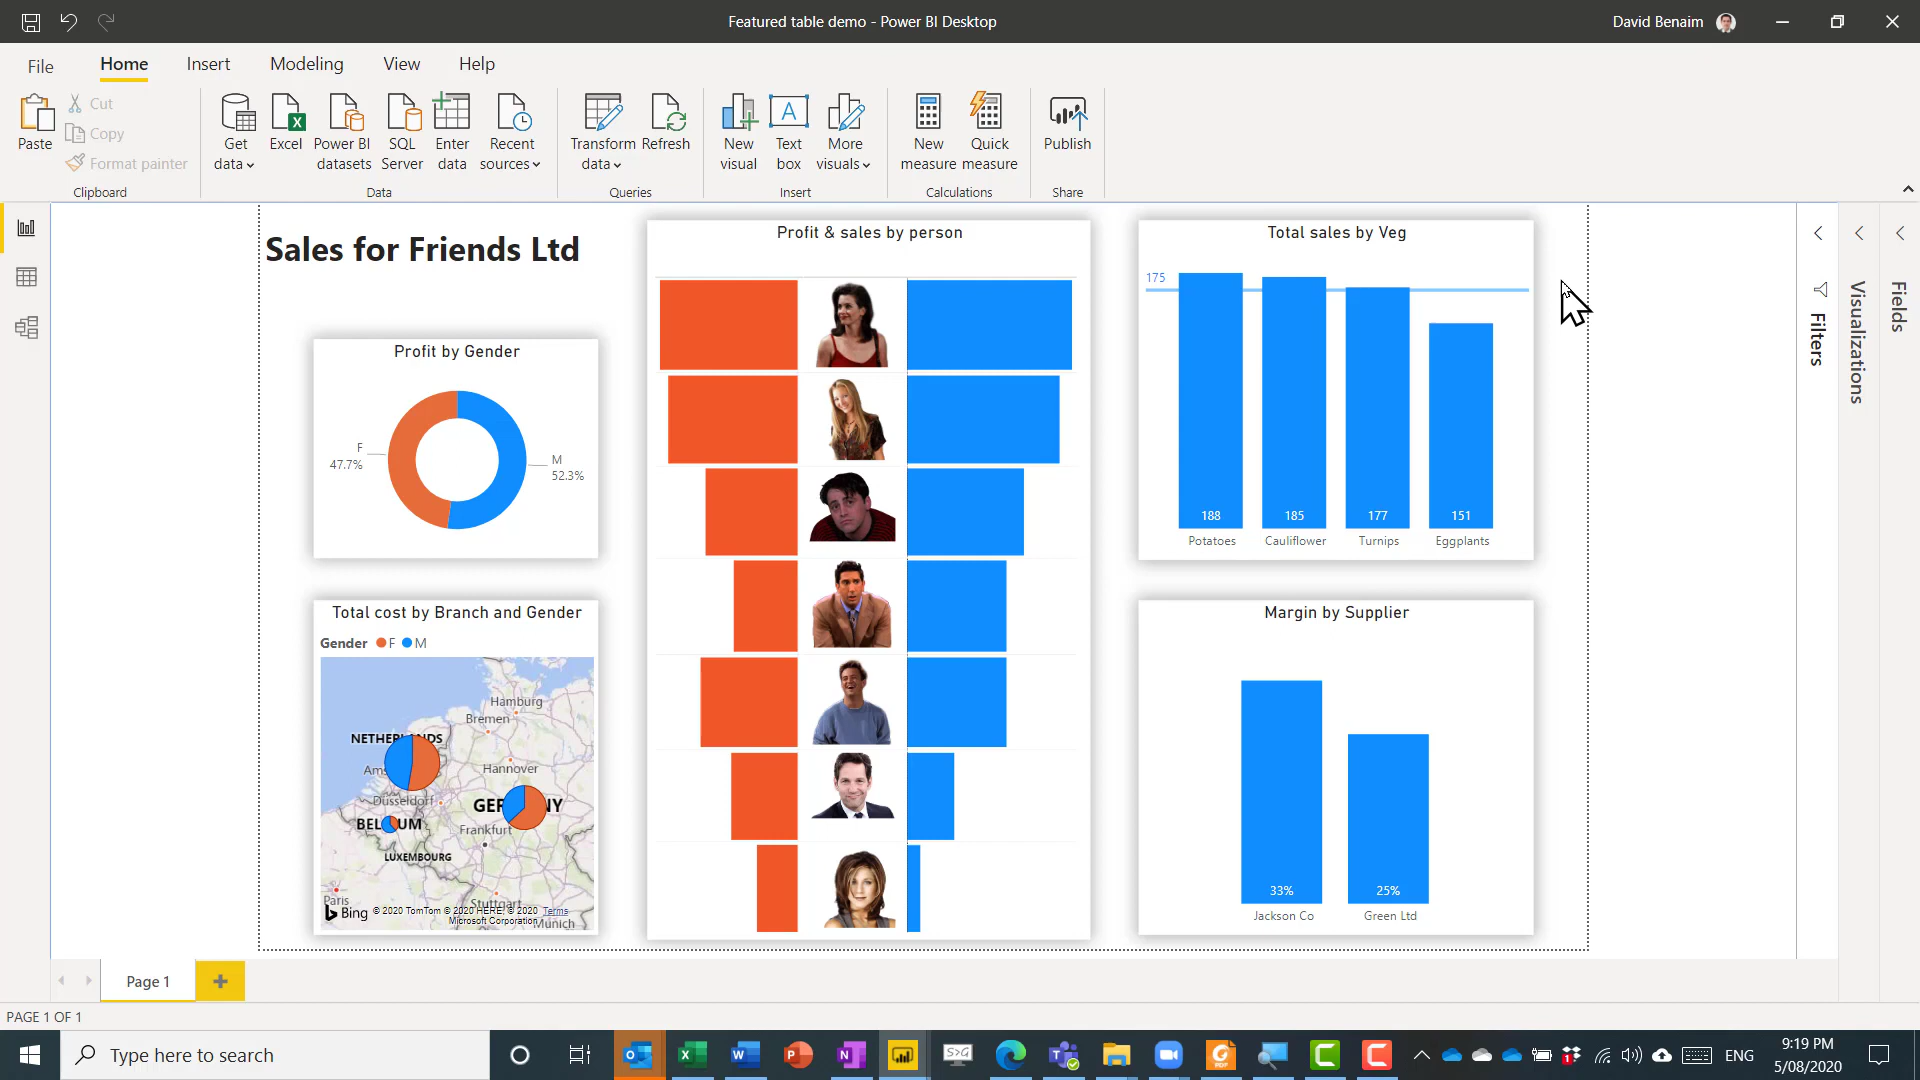 Featured table demo - Power BI Desktop
David Benaim
File
Home
Insert
Modeling
View
Help
Paste
Cut
Copy
Format painter
Clipboard
Get
data
Excel
Power BI
datasets
SQL
Server
Enter
data
Recent
sources
Data
Transform
data
Refresh
Queries
New
visual
Text
box
More
visuals
Insert
New
measure
Quick
measure
Calculations
Publish
Share
Sales for Friends Ltd
Profit by Gender
F
47.7%
M
52.3%
Total cost by Branch and Gender
Gender F M
Hamburg
Bremen
NETHERLANDS
Hannover
Düsseldorf
BELGIUM
Frankfurt
LUXEMBOURG
Paris
Stuttgart
Bing
© 2020 TomTom © 2020 HERE, © 2020 Terms
Microsoft Corporation
Munich
Profit & sales by person
Total sales by Veg
175
188
185
177
151
Potatoes
Cauliflower
Turnips
Eggplants
Margin by Supplier
33%
25%
Jackson Co
Green Ltd
Filters
Visualizations
Fields
Page 1
PAGE 1 OF 1
Type here to search
ENG
9:19 PM
5/08/2020